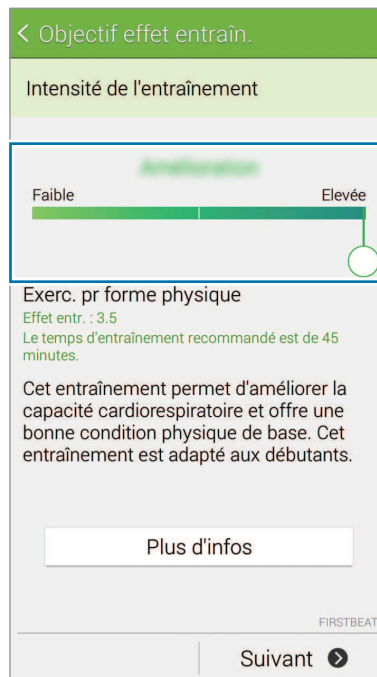 Objectif effet entraîn.
Intensité de l'entraînement
Faible Elevée
Exerc. pr forme physique
Effet entr. : 3.5
Le temps d'entraînement recommandé est de 45
minutes.
Cet entraînement permet d'améliorer la
capacité cardiorespiratoire et offre une
bonne condition physique de base. Cet
entraînement est adapté aux débutants.
Plus d'infos
FIRSTBEAT
Suivant